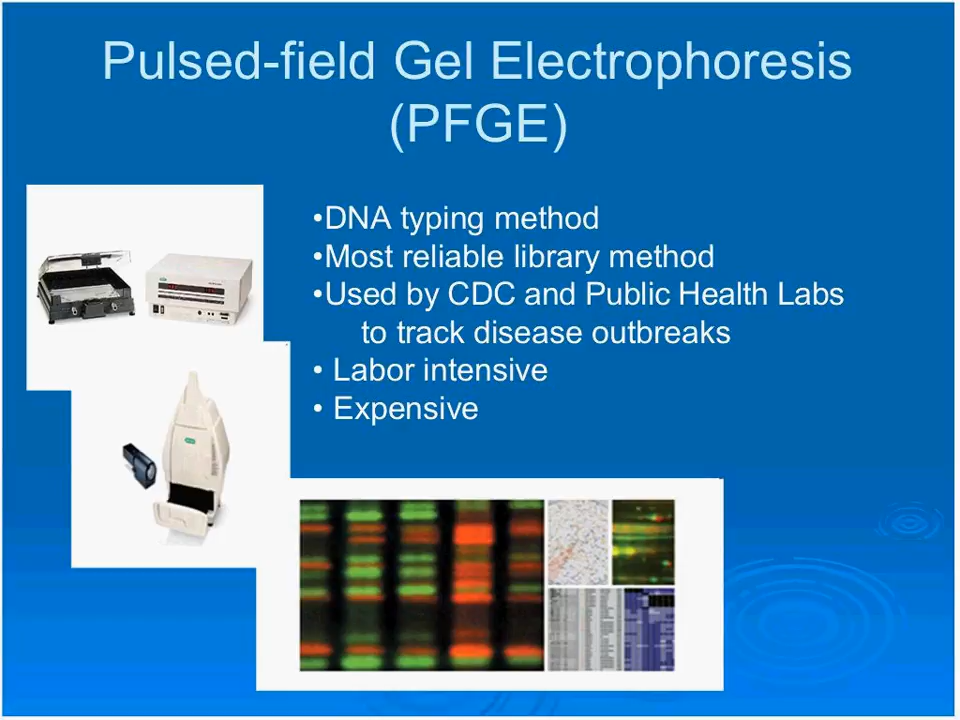 Pulsed-field Gel Electrophoresis
(PFGE)
•DNA typing method
•Most reliable library method
•Used by CDC and Public Health Labs
to track disease outbreaks
• Labor intensive
• Expensive